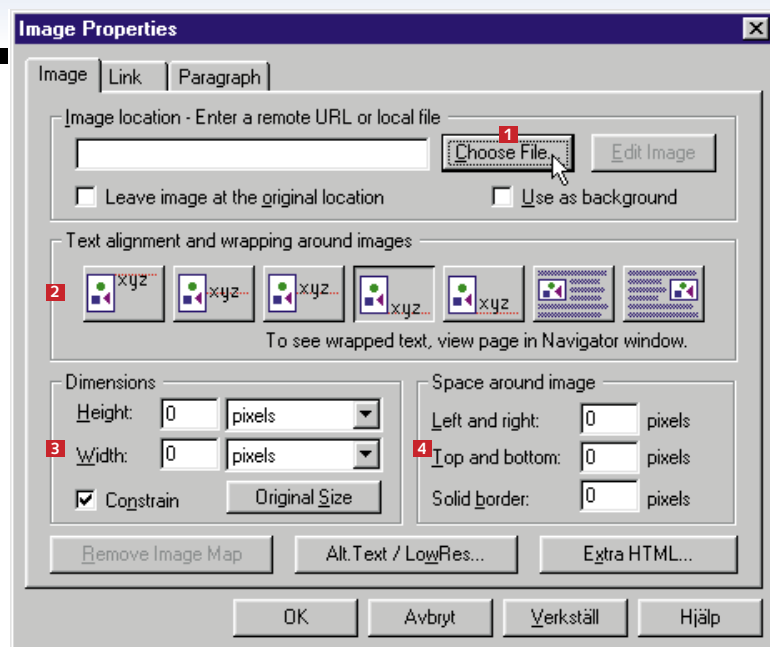 Image Properties
Image Link Paragraph
Image location - Enter a remote URL or local file
1
Choose File... Edit Image
Leave image at the original location Use as background
Text alignment and wrapping around images
2 xyz xyz xyz xyz xyz
To see wrapped text, view page in Navigator window.
Dimensions
Height: 0 pixels
3 Width: 0 pixels
Constrain Original Size
Space around image
Left and right: 0 pixels
4 Top and bottom: 0 pixels
Solid border: 0 pixels
Remove Image Map Alt.Text / LowRes... Extra HTML...
OK Avbryt Verkställ Hjälp